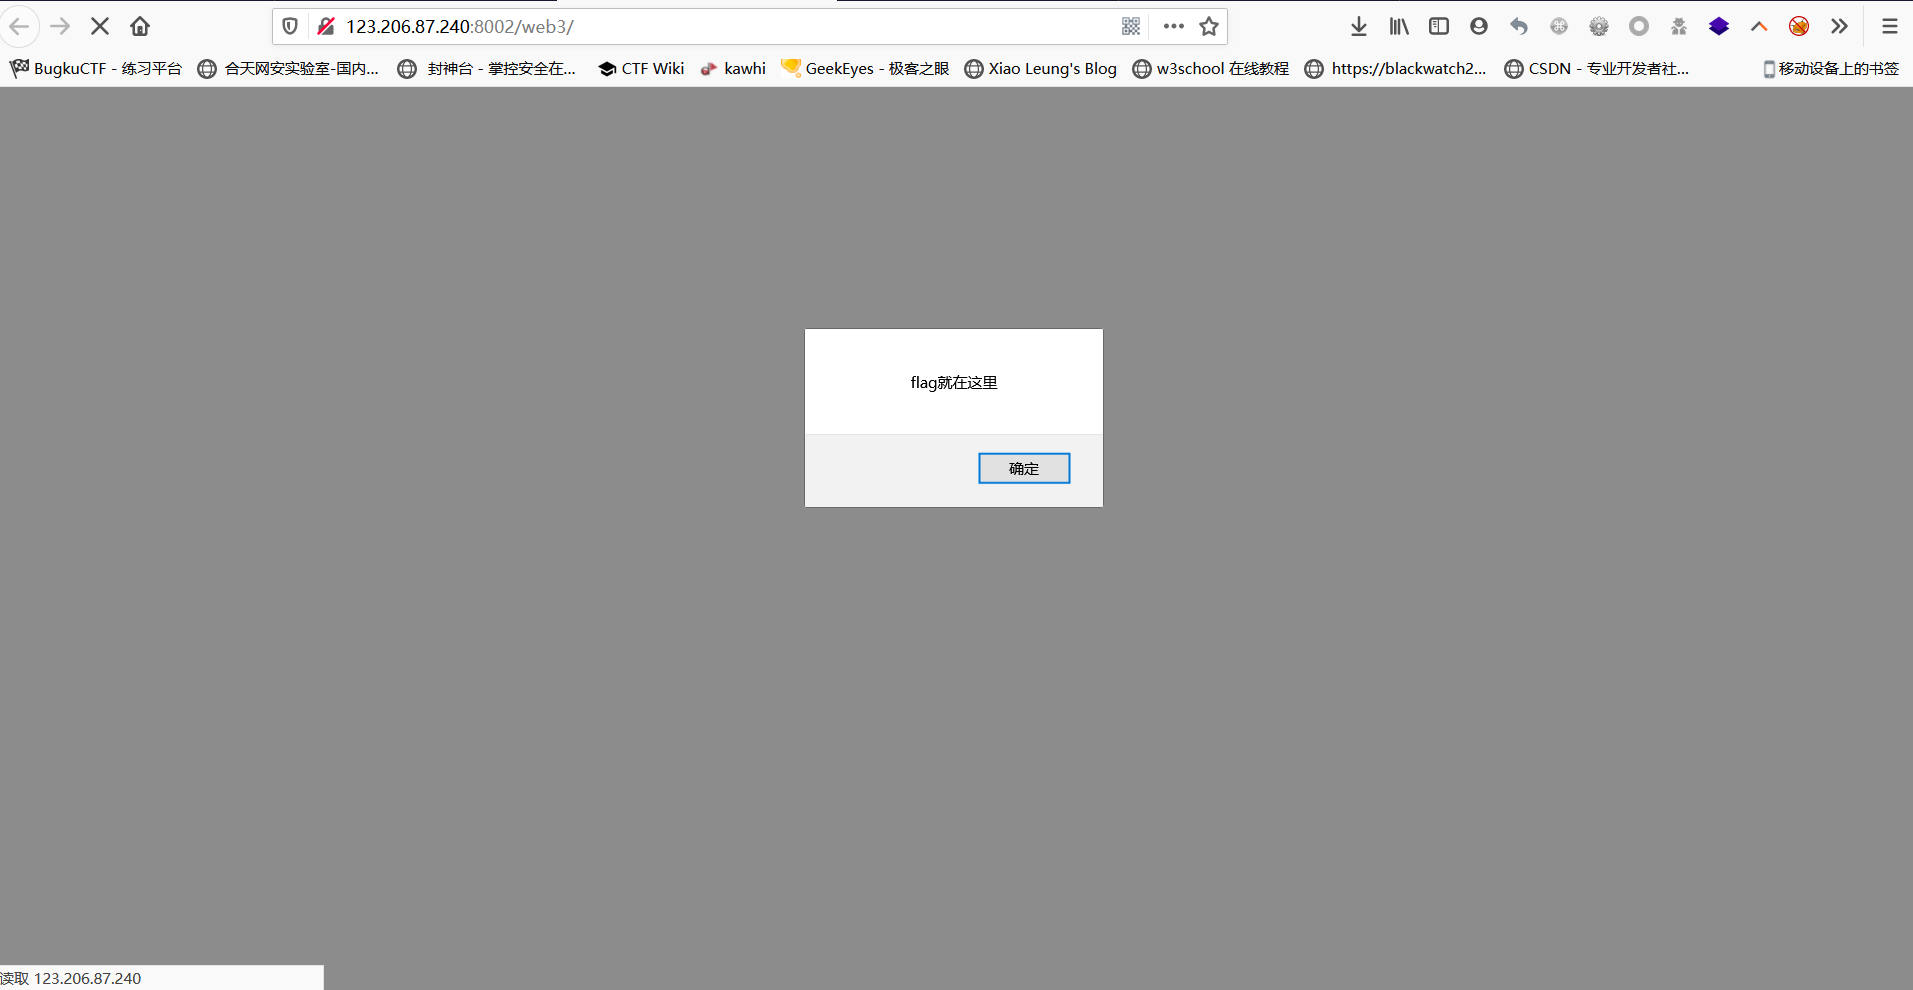 123.206.87.240:8002/web3/
BugkuCTF - 练习平台 合天网安实验室-国内... 封神台 - 掌控安全在... CTF Wiki kawhi GeekEyes - 极客之眼 Xiao Leung's Blog w3school 在线教程 https://blackwatch2... CSDN - 专业开发者社... 移动设备上的书签
flag就在这里
确定
读取 123.206.87.240